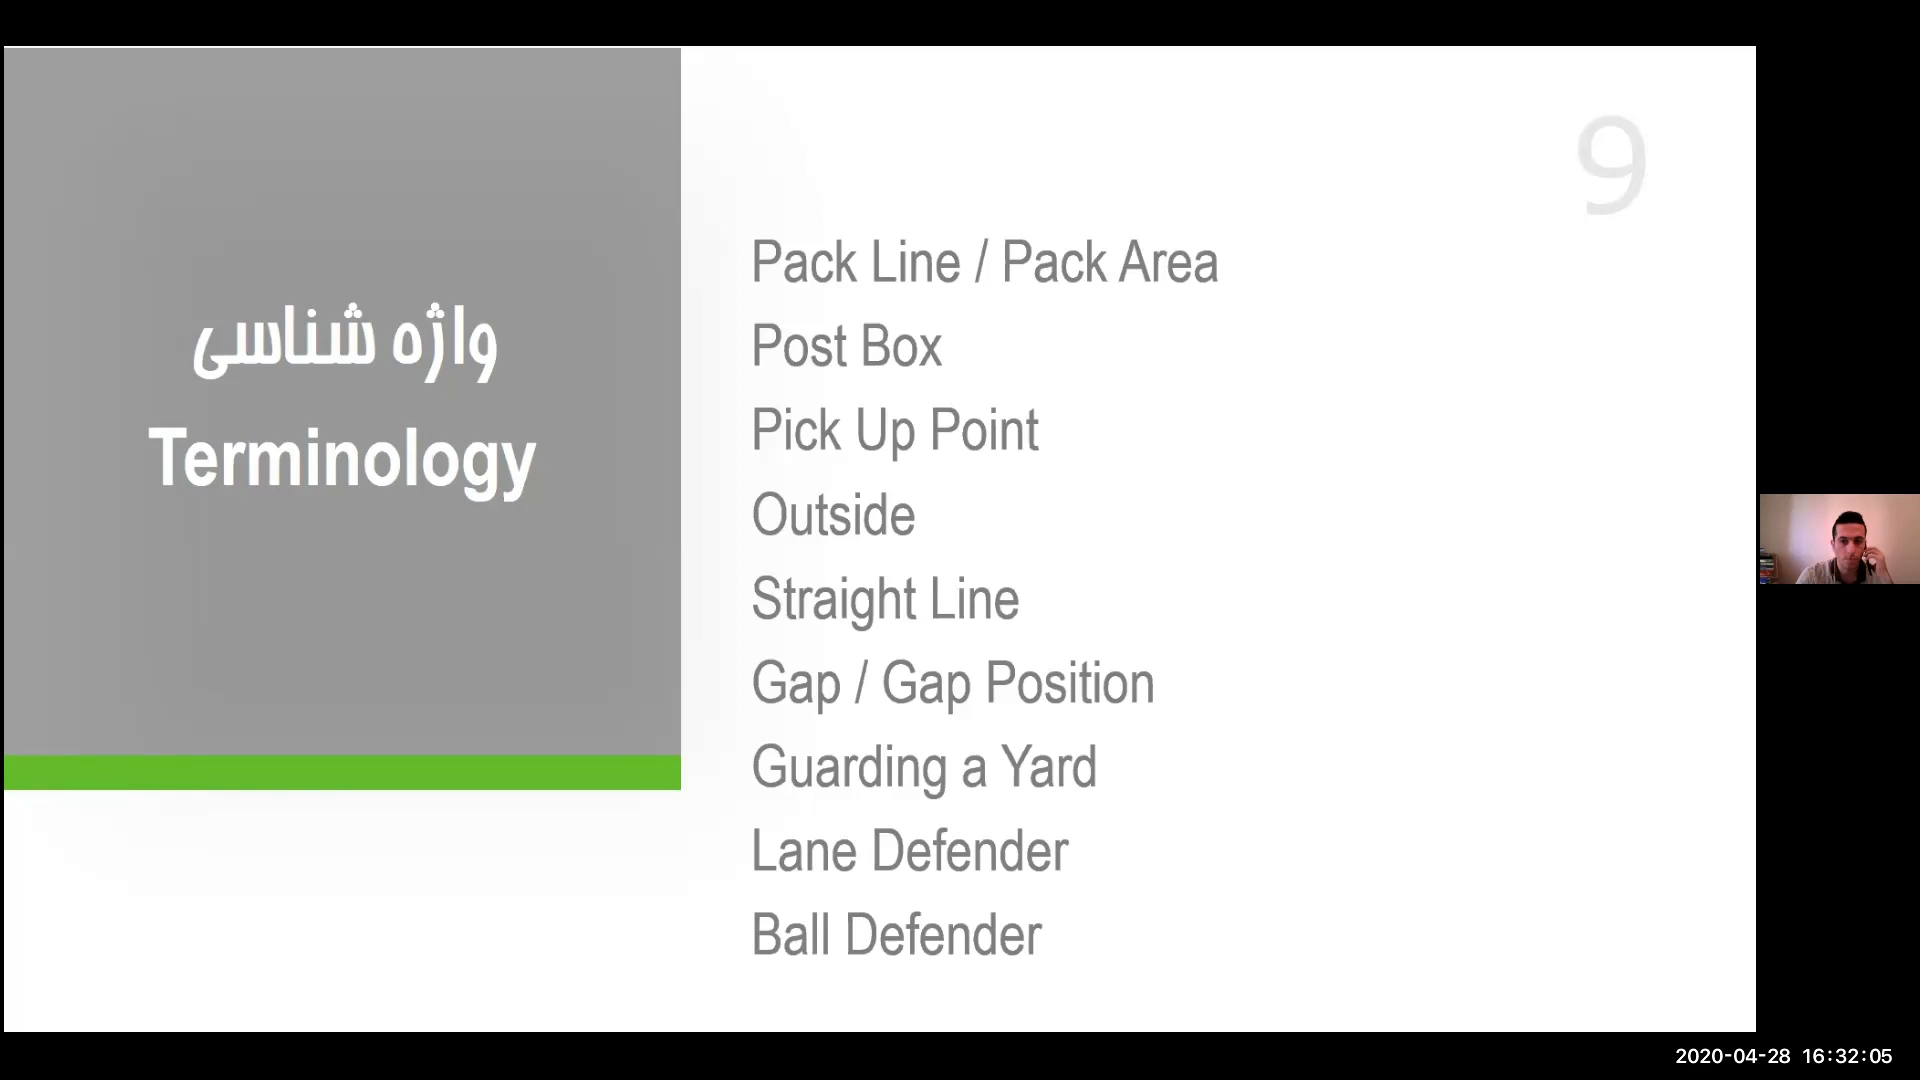 واژه شناسی
Terminology
9
Pack Line / Pack Area
Post Box
Pick Up Point
Outside
Straight Line
Gap / Gap Position
Guarding a Yard
Lane Defender
Ball Defender
2020-04-28 16:32:05